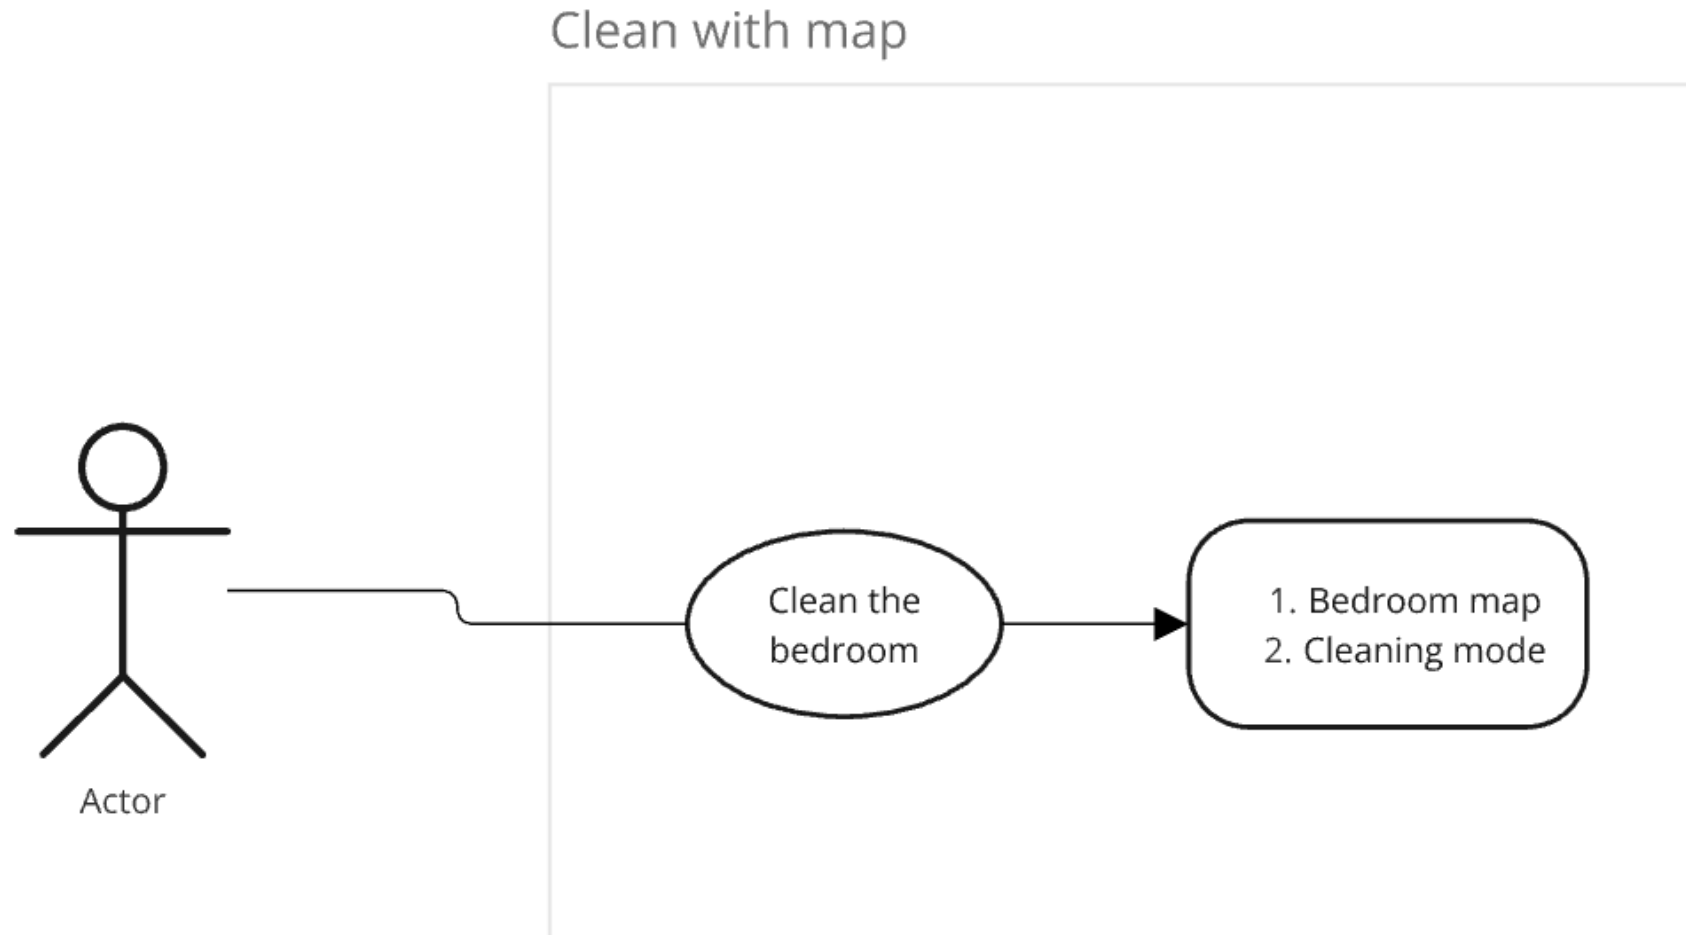 Clean with map
Clean the
bedroom
1. Bedroom map
2. Cleaning mode
Actor